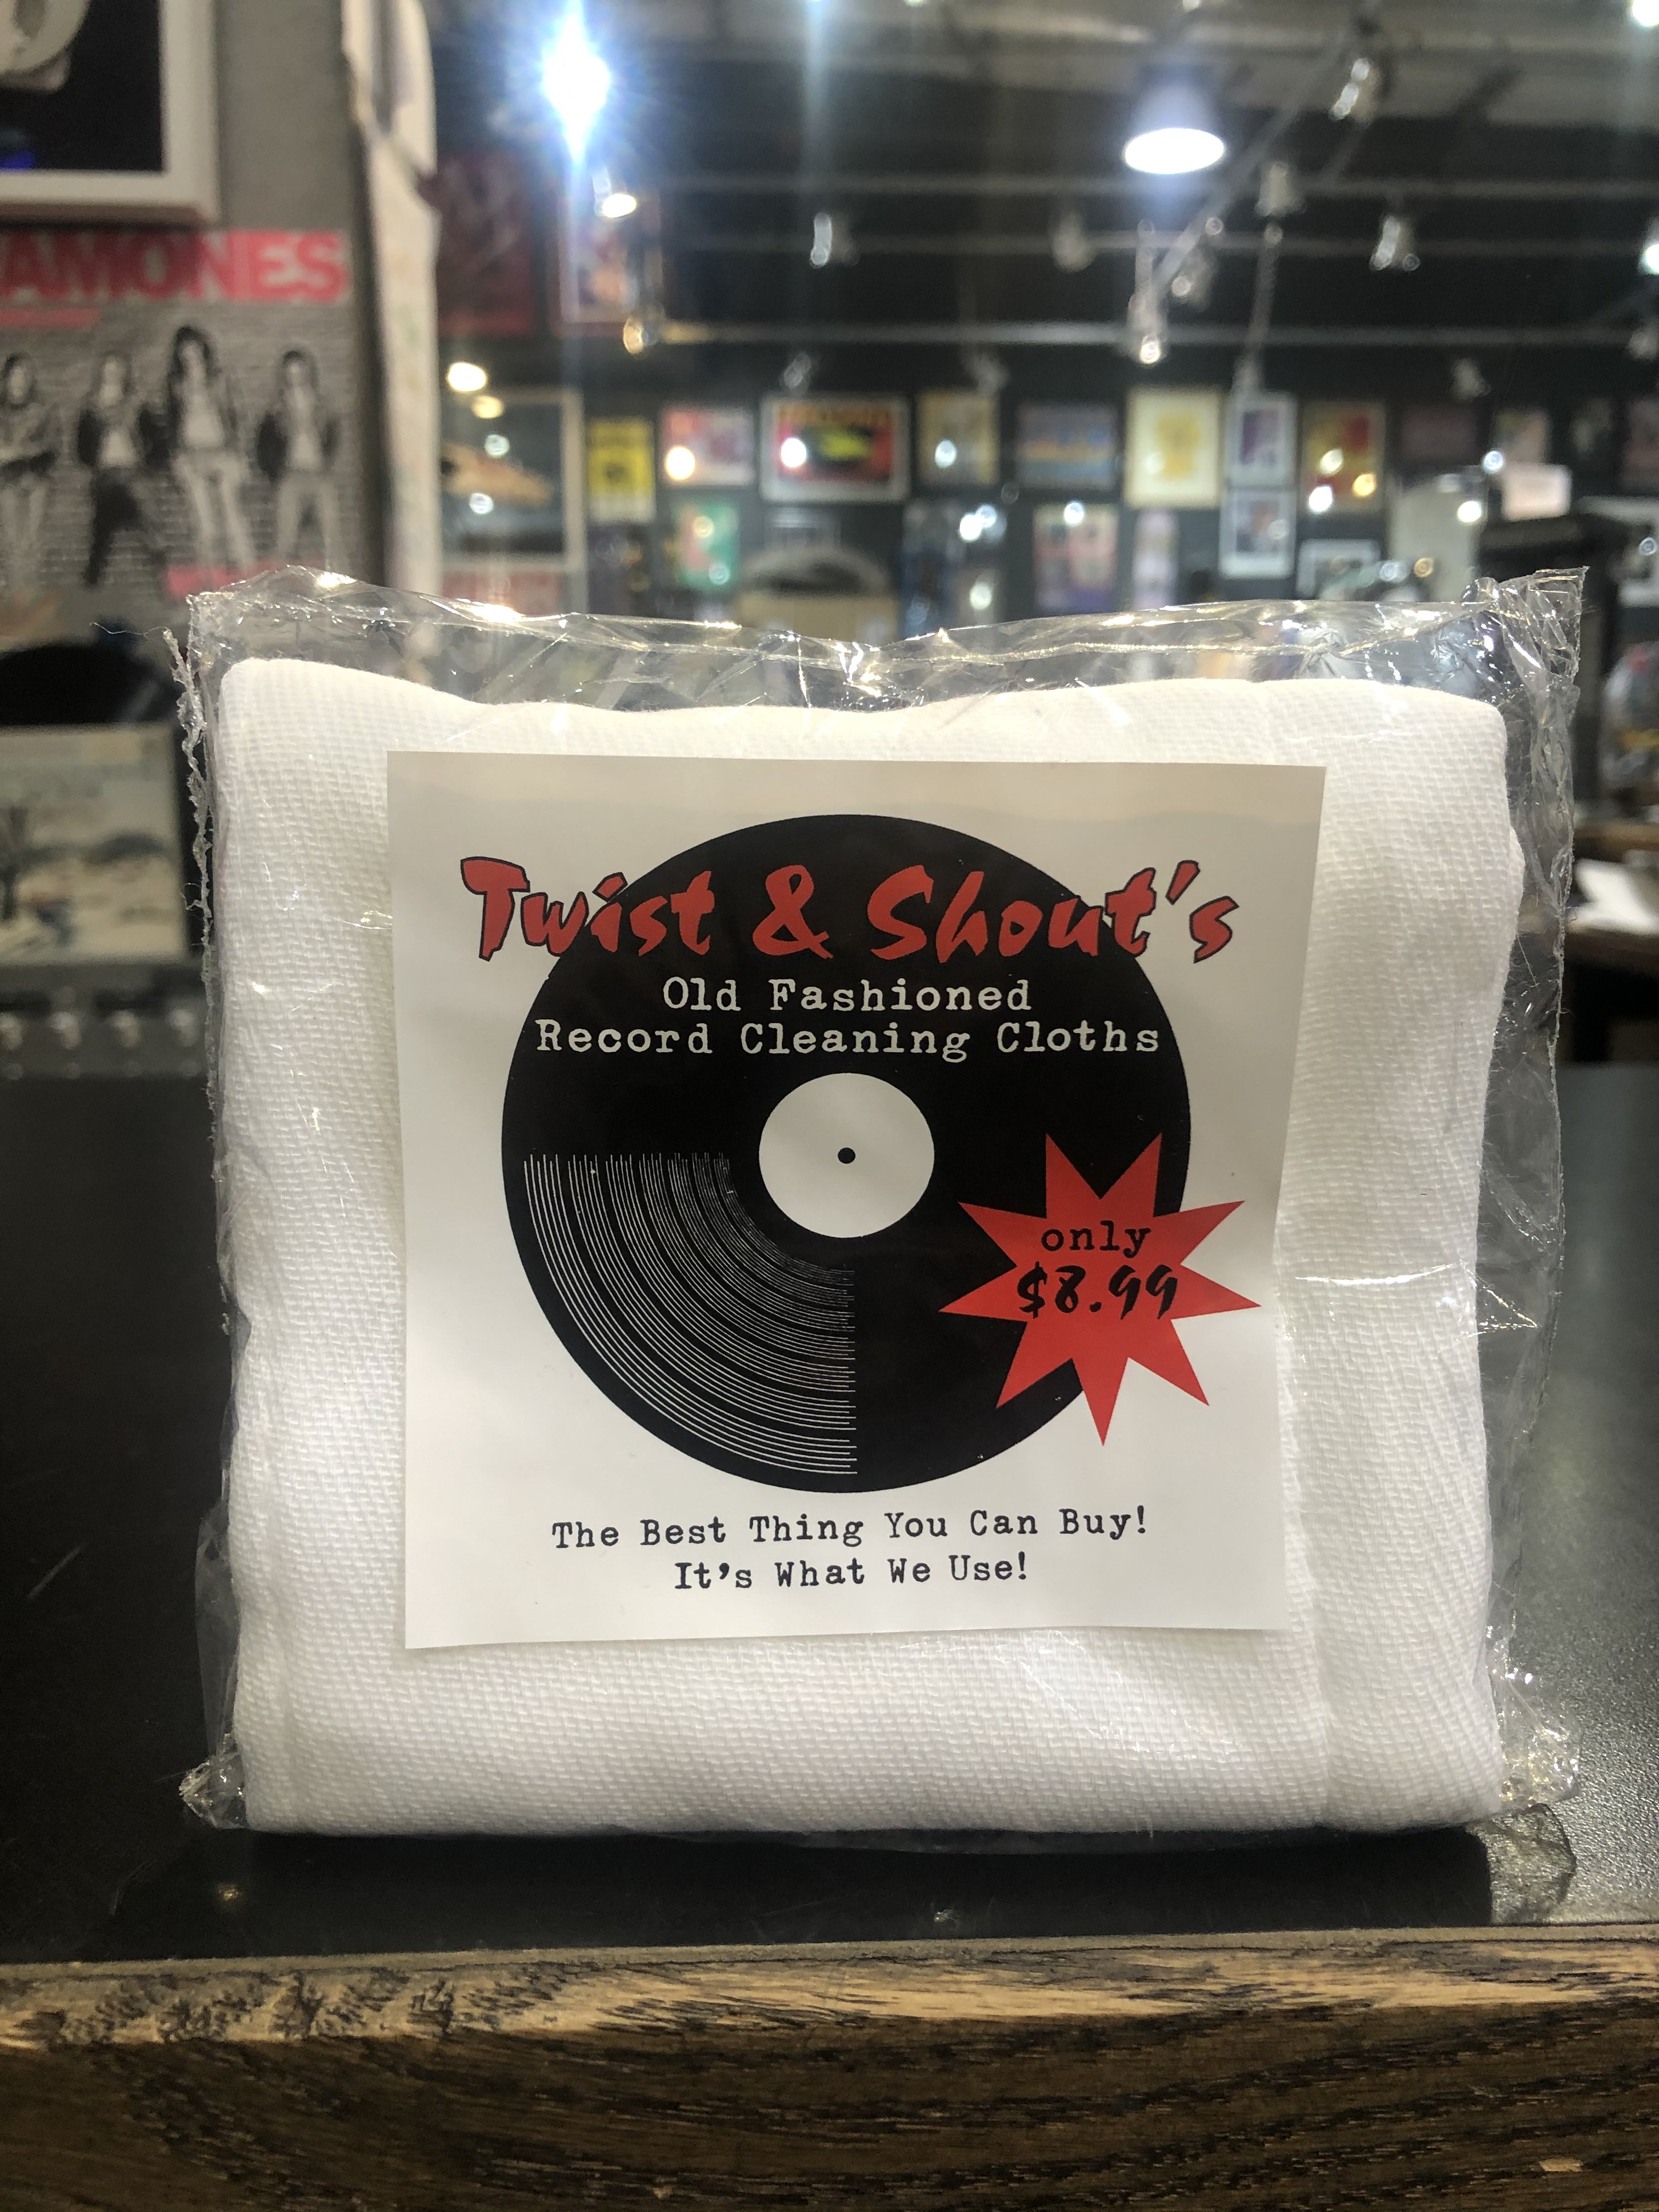 AMONES
Twist & Shout's
Old Fashioned
Record Cleaning Cloths
only
$8.99
The Best Thing You Can Buy!
It's What We Use!